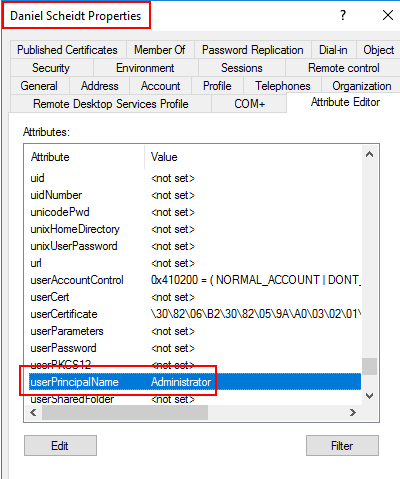 Daniel Scheidt Properties ? ×
Published Certificates Member Of Password Replication Dial-in Object
Security Environment Sessions Remote control
General Address Account Profile Telephones Organization
Remote Desktop Services Profile COM+ Attribute Editor
Attributes:
Attribute Value
uid <not set>
uidNumber <not set>
unicodePwd <not set>
unixHomeDirectory <not set>
unixUserPassword <not set>
url <not set>
userAccountControl 0x410200 = ( NORMAL_ACCOUNT | DONT_
userCert <not set>
userCertificate \30\82\06\B2\30\82\05\9A\A0\03\02\01\
userParameters <not set>
userPassword <not set>
userPKCS12 <not set>
userPrincipalName Administrator
userSharedFolder <not set>
Edit Filter